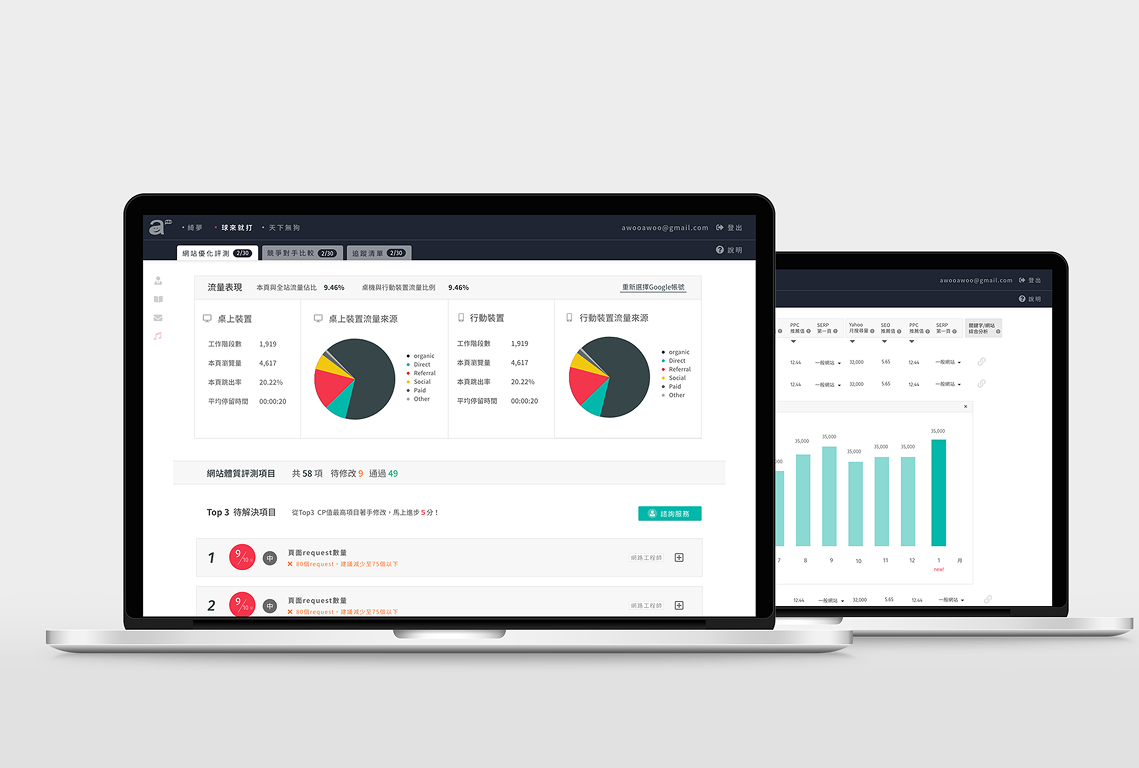 a
• 綺夢 • 球來就打 • 天下無狗
awooawoo@gmail.com 登出
網站優化評測 2/30 競爭對手比較 2/30 追蹤清單 2/30
說明
流量表現 本頁與全站流量佔比 9.46% 桌機與行動裝置流量比例 9.46% 重新選擇Google帳號
桌上裝置
工作階段數 1,919
本頁瀏覽量 4,617
本頁跳出率 20.22%
平均停留時間 00:00:20
桌上裝置流量來源
organic
Direct
Referral
Social
Paid
Other
行動裝置
工作階段數 1,919
本頁瀏覽量 4,617
本頁跳出率 20.22%
平均停留時間 00:00:20
行動裝置流量來源
organic
Direct
Referral
Social
Paid
Other
網站體質評測項目 共 58 項 待修改 9 通過 49
Top 3 待解決項目 從Top3 CP值最高項目著手修改，馬上進步 5 分！
諮詢服務
1 9/10 分 中 頁面request數量 網路工程師
✖ 80個request，建議減少至75個以下
2 9/10 分 中 頁面request數量 網路工程師
✖ 80個request，建議減少至75個以下
awooawoo@gmail.com 登出
說明
PPC 推薦值 SERP 第一頁 Yahoo 月搜尋量 SEO 推薦值 PPC 推薦值 SERP 第一頁 關鍵字/網站 綜合分析
12.44 一般網站 32,000 5.65 12.44 一般網站
12.44 一般網站 32,000 5.65 12.44 一般網站
35,000 35,000 35,000 35,000 35,000 35,000
7 8 9 10 11 12 1 月
new!
12.44 一般網站 32,000 5.65 12.44 一般網站